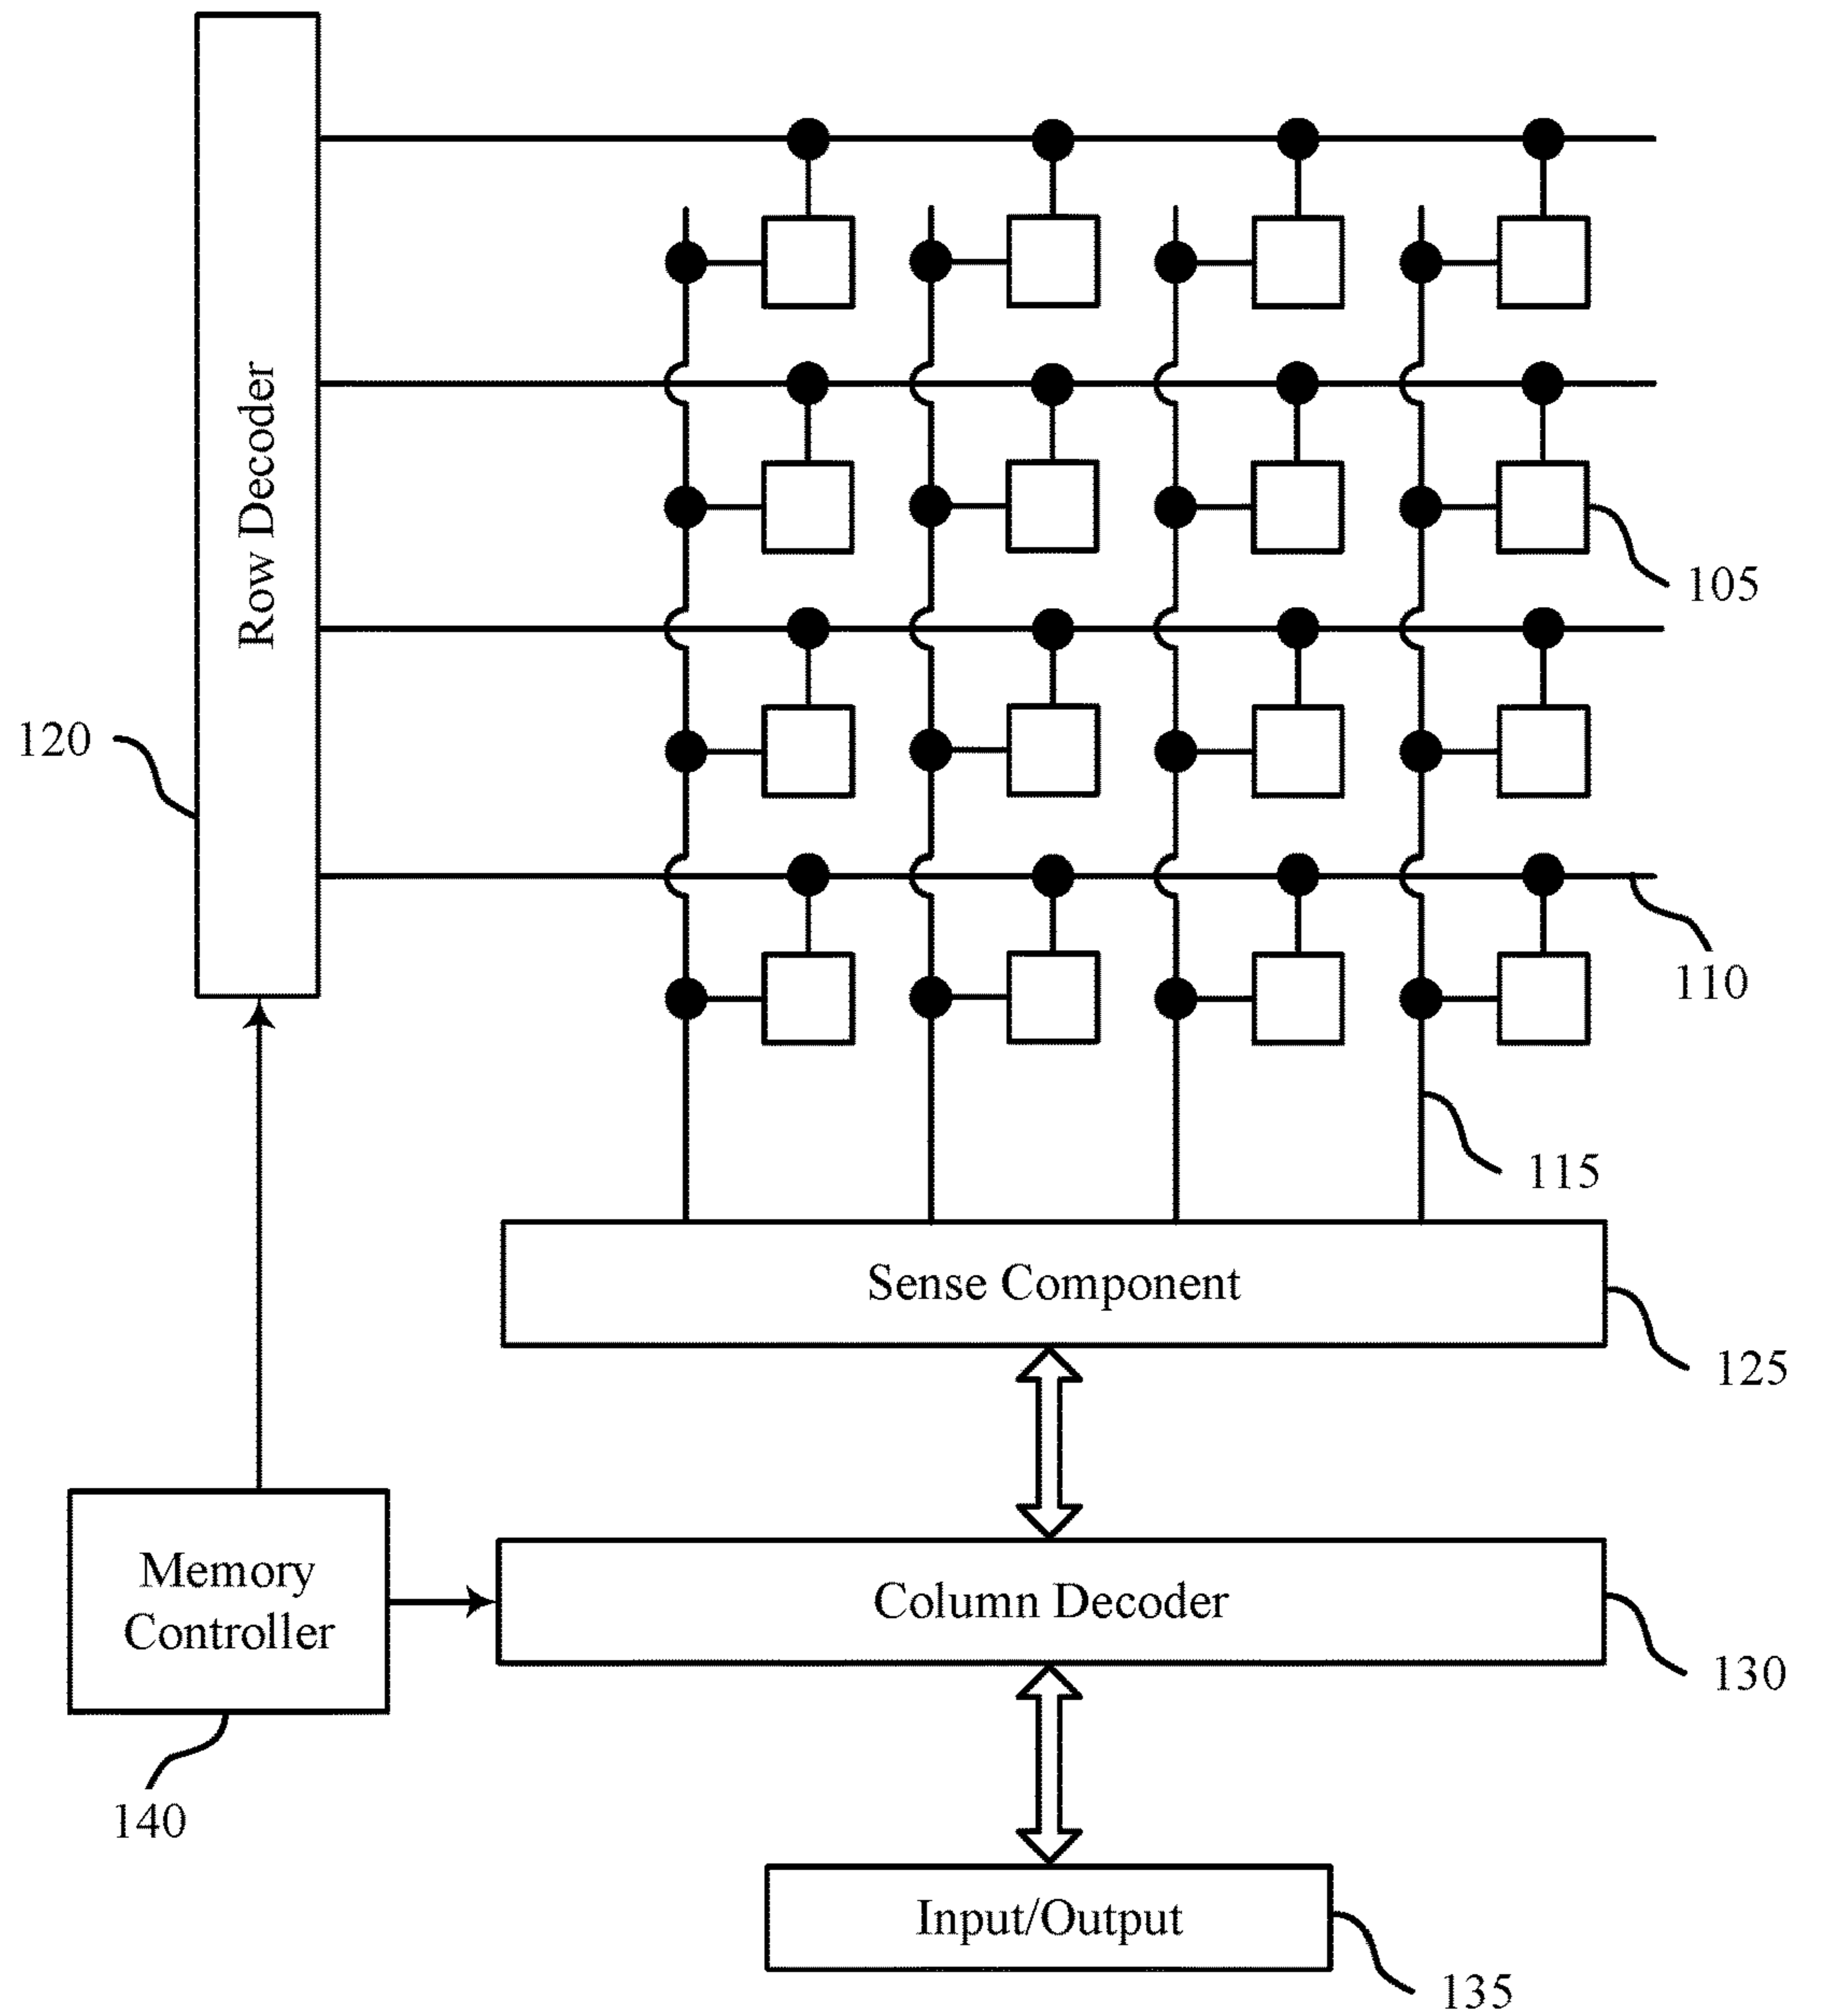 Row Decoder
105
120
110
115
Sense Component
125
Memory
Controller
Column Decoder
130
140
Input/Output
135